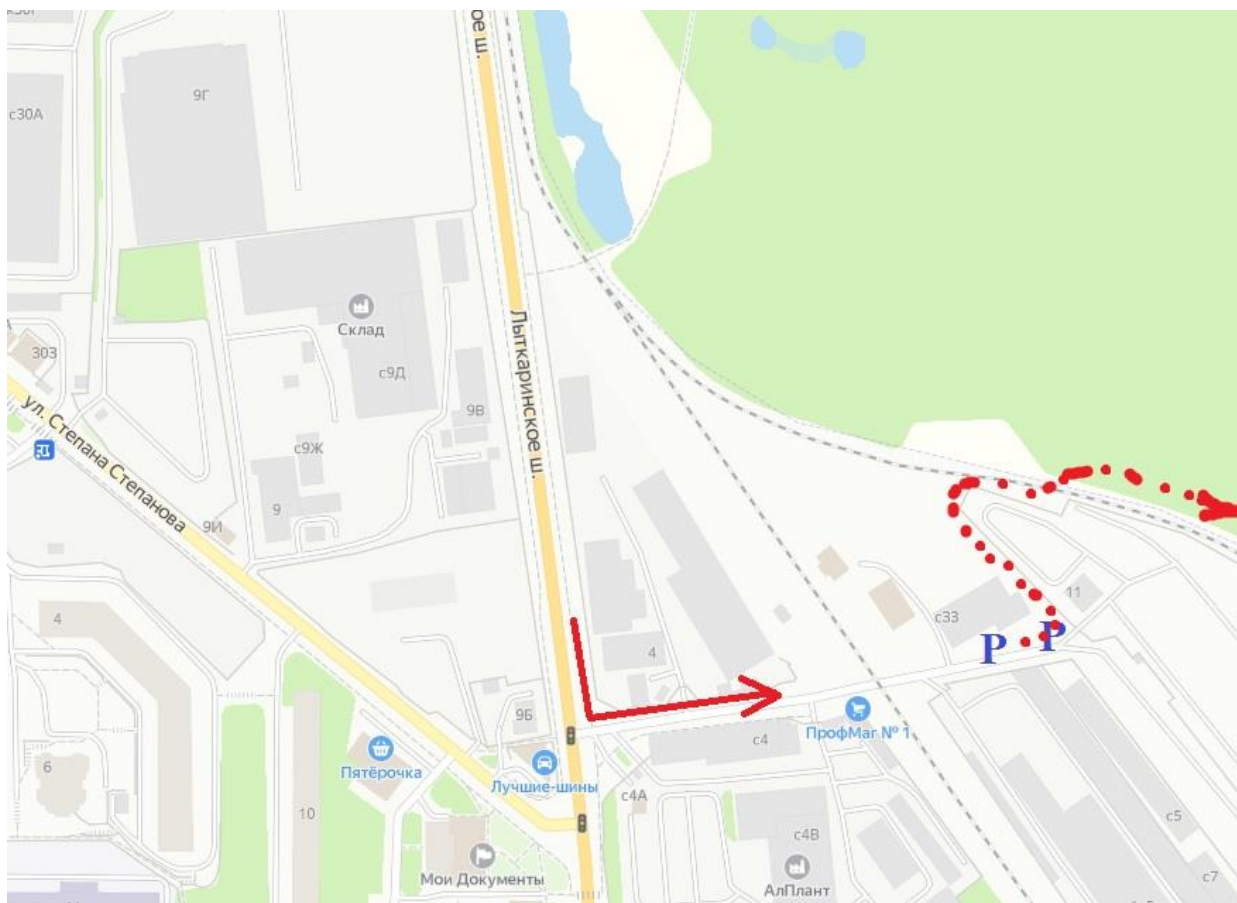 ое ш.
9Г
с30А
Склад
303
с9Д
Лыткаринское ш.
9В
ул. Степана Степанова
с9Ж
9
9И
11
4
с33
P
P
4
9Б
ПрофМаг № 1
с4
Пятёрочка
6
Лучшие-шины
с4А
10
с5
с4В
Мои Документы
АлПлант
с7